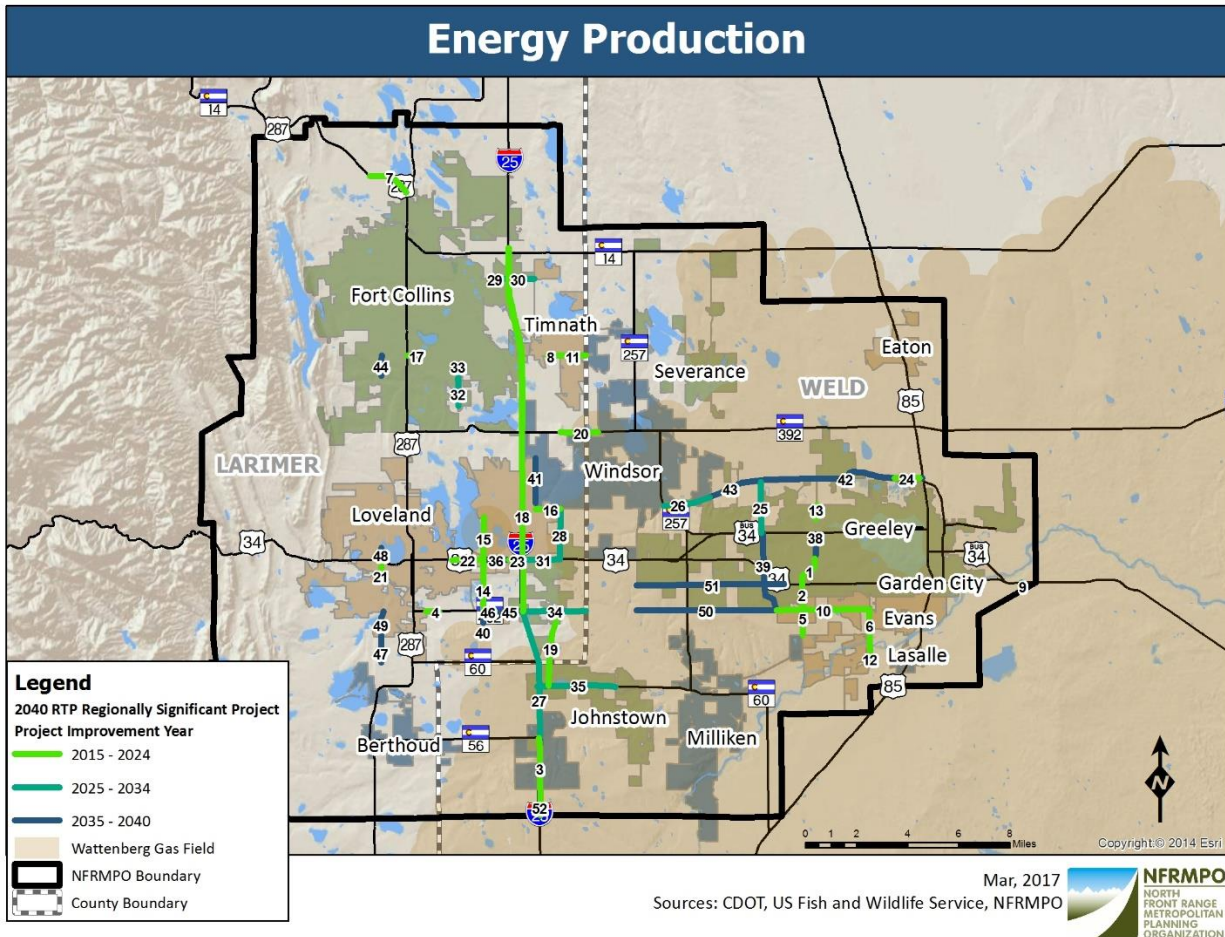 Energy Production
14
287
25
7
287
14
29 30
Fort Collins
Timnath
257
Eaton
8 11
44
17
33
32
Severance
WELD
85
287
20
392
LARIMER
Windsor
41
43
42
24
26
257
25
13
16
Loveland
18
15
28
BUS
34
Greeley
38
34
48
21
22
36
25
23
31
34
39
34
BUS
34
Garden City
1
51
2
9
14
4
46
45
34
50
10
Evans
5
6
49
40
47
287
60
19
12
Lasalle
85
35
60
27
Johnstown
Berthoud
56
Milliken
3
52
N
Legend
2040 RTP Regionally Significant Project
Project Improvement Year
2015 - 2024
2025 - 2034
2035 - 2040
Wattenberg Gas Field
NFRMPO Boundary
County Boundary
0 1 2 4 6 8
Miles
Copyright:© 2014 Esri
Mar, 2017
Sources: CDOT, US Fish and Wildlife Service, NFRMPO
NFRMPO
NORTH
FRONT RANGE
METROPOLITAN
PLANNING
ORGANIZATION